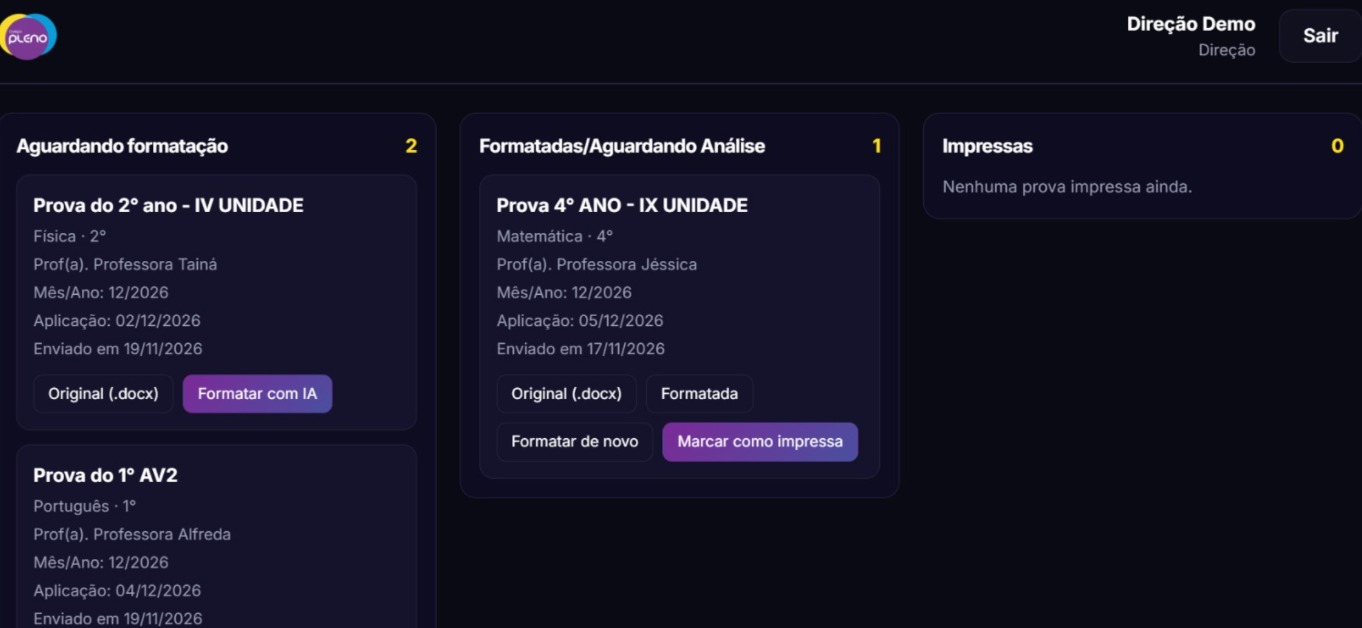 pleno
Direção Demo
Direção
Sair
Aguardando formatação 2
Prova do 2° ano - IV UNIDADE
Física · 2°
Prof(a). Professora Tainá
Mês/Ano: 12/2026
Aplicação: 02/12/2026
Enviado em 19/11/2026
Original (.docx) Formatar com IA
Prova do 1° AV2
Português · 1°
Prof(a). Professora Alfreda
Mês/Ano: 12/2026
Aplicação: 04/12/2026
Enviado em 19/11/2026
Formatadas/Aguardando Análise 1
Prova 4° ANO - IX UNIDADE
Matemática · 4°
Prof(a). Professora Jéssica
Mês/Ano: 12/2026
Aplicação: 05/12/2026
Enviado em 17/11/2026
Original (.docx) Formatada
Formatar de novo Marcar como impressa
Impressas 0
Nenhuma prova impressa ainda.